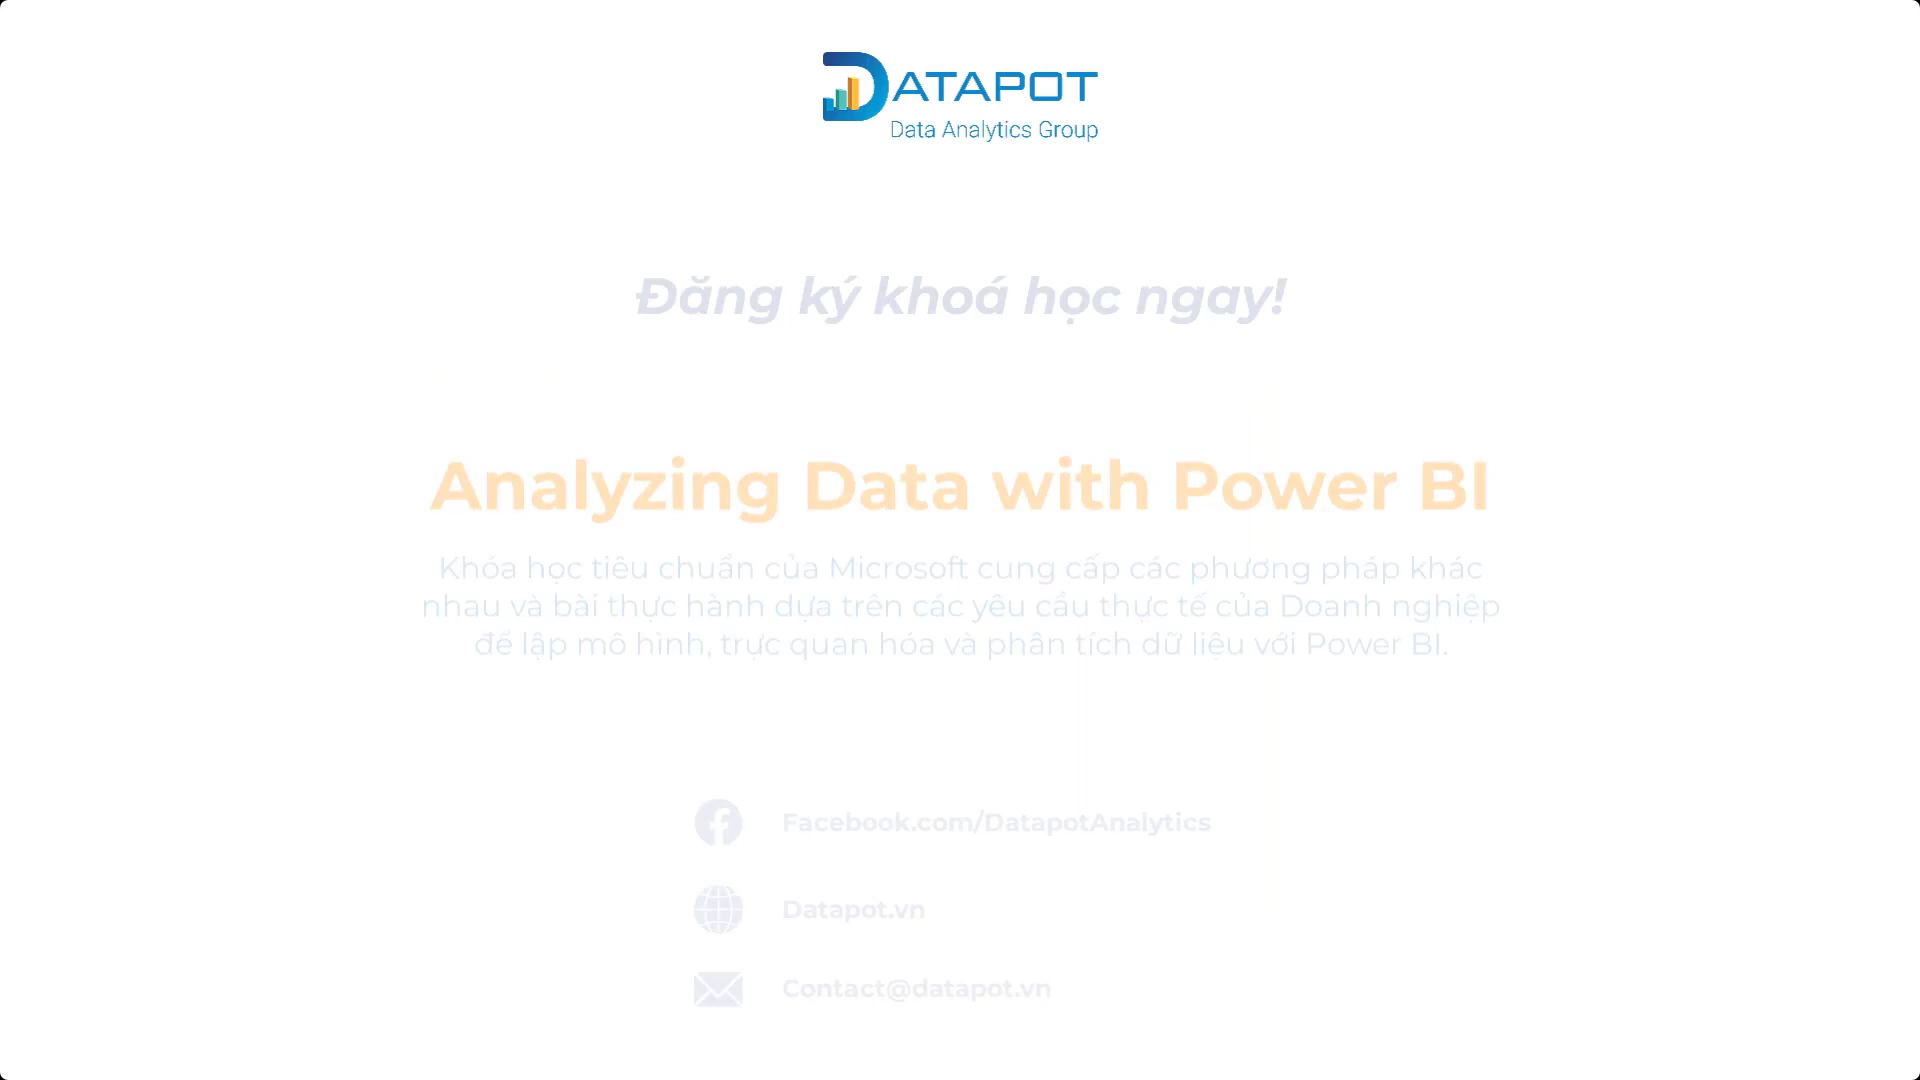 DATAPOT
Data Analytics Group
Đăng ký khoá học ngay!
Analyzing Data with Power BI
Khóa học tiêu chuẩn của Microsoft cung cấp các phương pháp khác
nhau và bài thực hành dựa trên các yêu cầu thực tế của Doanh nghiệp
để lập mô hình, trực quan hóa và phân tích dữ liệu với Power BI.
Facebook.com/DatapotAnalytics
Datapot.vn
Contact@datapot.vn